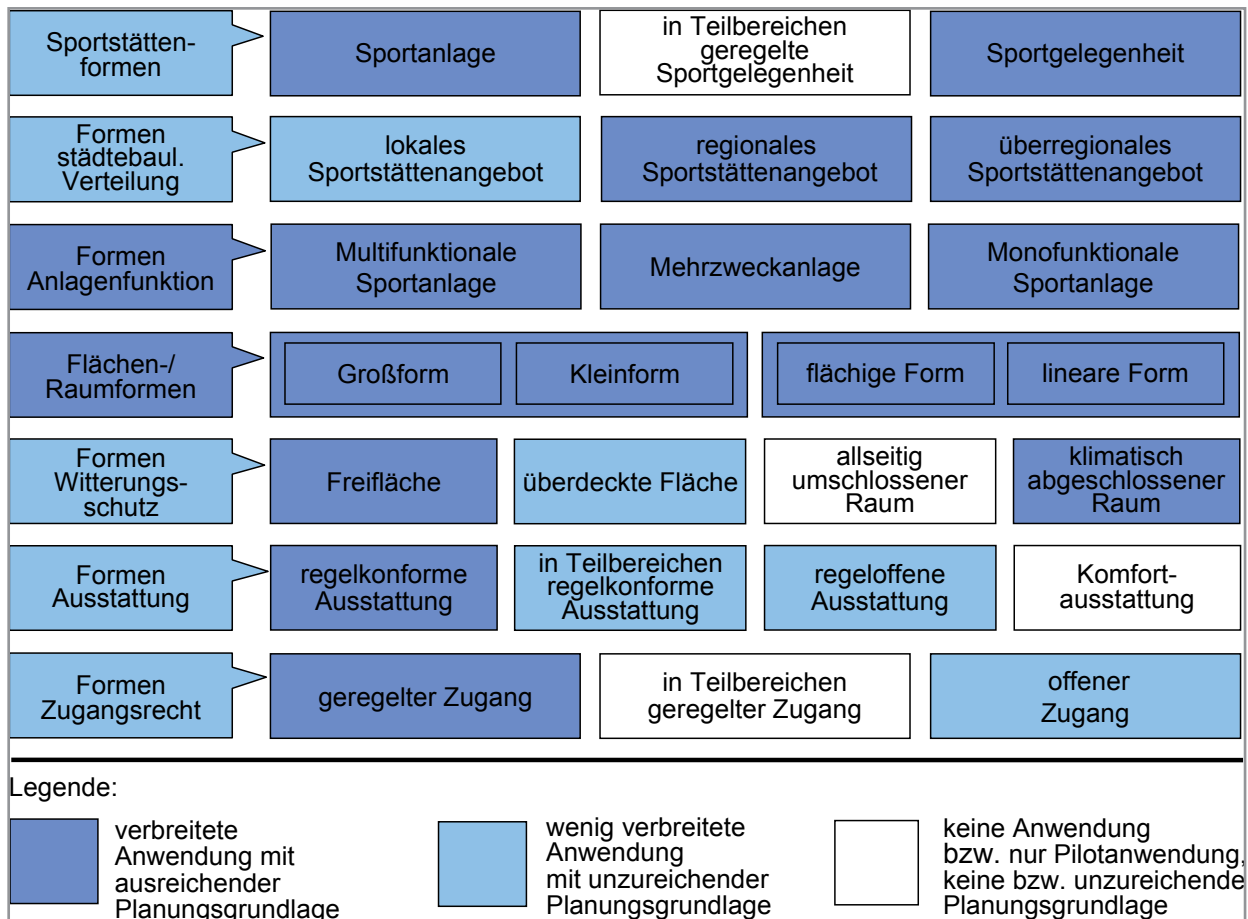 Sportstätten-
formen
Sportanlage
in Teilbereichen
geregelte
Sportgelegenheit
Sportgelegenheit
Formen
städtebaul.
Verteilung
lokales
Sportstättenangebot
regionales
Sportstättenangebot
überregionales
Sportstättenangebot
Formen
Anlagenfunktion
Multifunktionale
Sportanlage
Mehrzweckanlage
Monofunktionale
Sportanlage
Flächen-/
Raumformen
Großform
Kleinform
flächige Form
lineare Form
Formen
Witterungs-
schutz
Freifläche
überdeckte Fläche
allseitig
umschlossener
Raum
klimatisch
abgeschlossener
Raum
Formen
Ausstattung
regelkonforme
Ausstattung
in Teilbereichen
regelkonforme
Ausstattung
regeloffene
Ausstattung
Komfort-
ausstattung
Formen
Zugangsrecht
geregelter Zugang
in Teilbereichen
geregelter Zugang
offener
Zugang
Legende:
verbreitete
Anwendung mit
ausreichender
Planungsgrundlage
wenig verbreitete
Anwendung
mit unzureichender
Planungsgrundlage
keine Anwendung
bzw. nur Pilotanwendung,
keine bzw. unzureichende
Planungsgrundlage